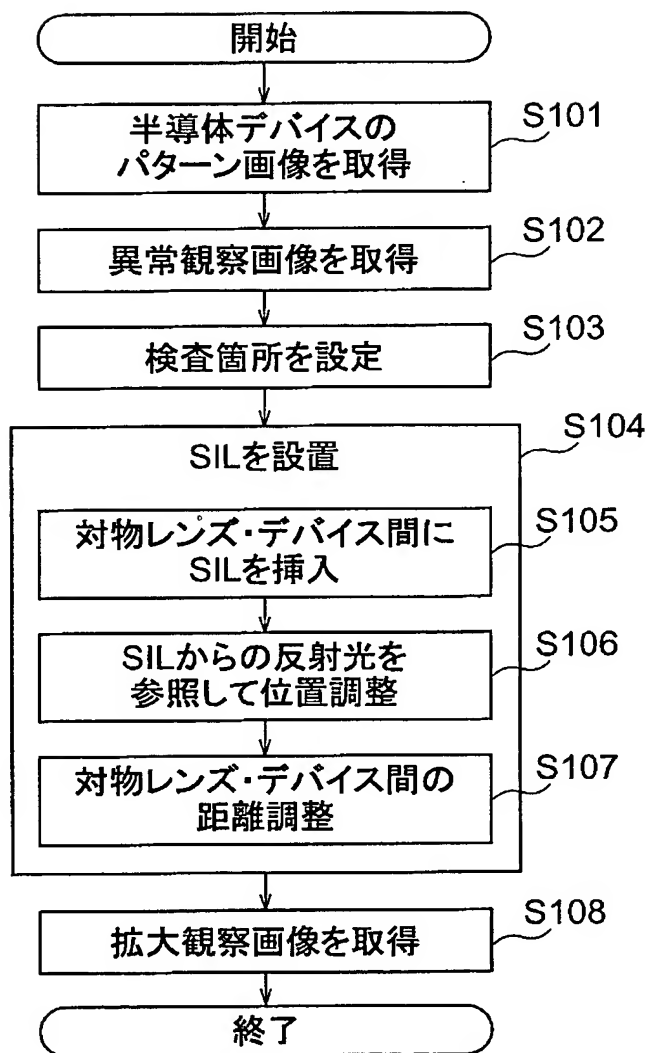 開始
半導体デバイスの
パターン画像を取得
S101
異常観察画像を取得
S102
検査箇所を設定
S103
S104
SILを設置
対物レンズ・デバイス間に
SILを挿入
S105
SILからの反射光を
参照して位置調整
S106
対物レンズ・デバイス間の
距離調整
S107
拡大観察画像を取得
S108
終了